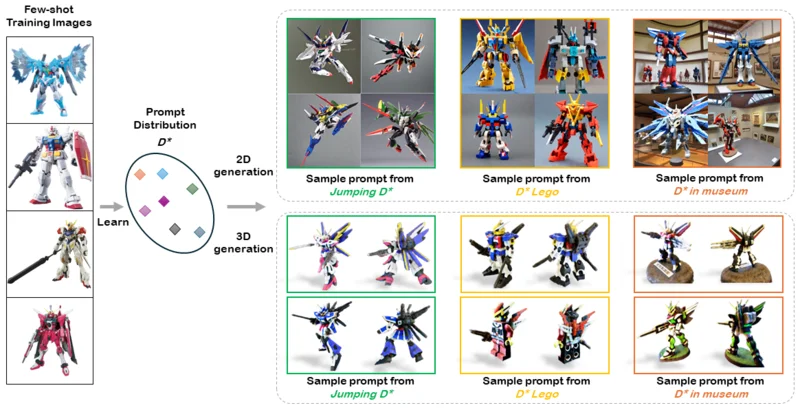 Few-shot
Training Images
Prompt
Distribution
D*
Learn
2D
generation
3D
generation
Sample prompt from
Jumping D*
Sample prompt from
D* Lego
Sample prompt from
D* in museum
Sample prompt from
Jumping D*
Sample prompt from
D* Lego
Sample prompt from
D* in museum